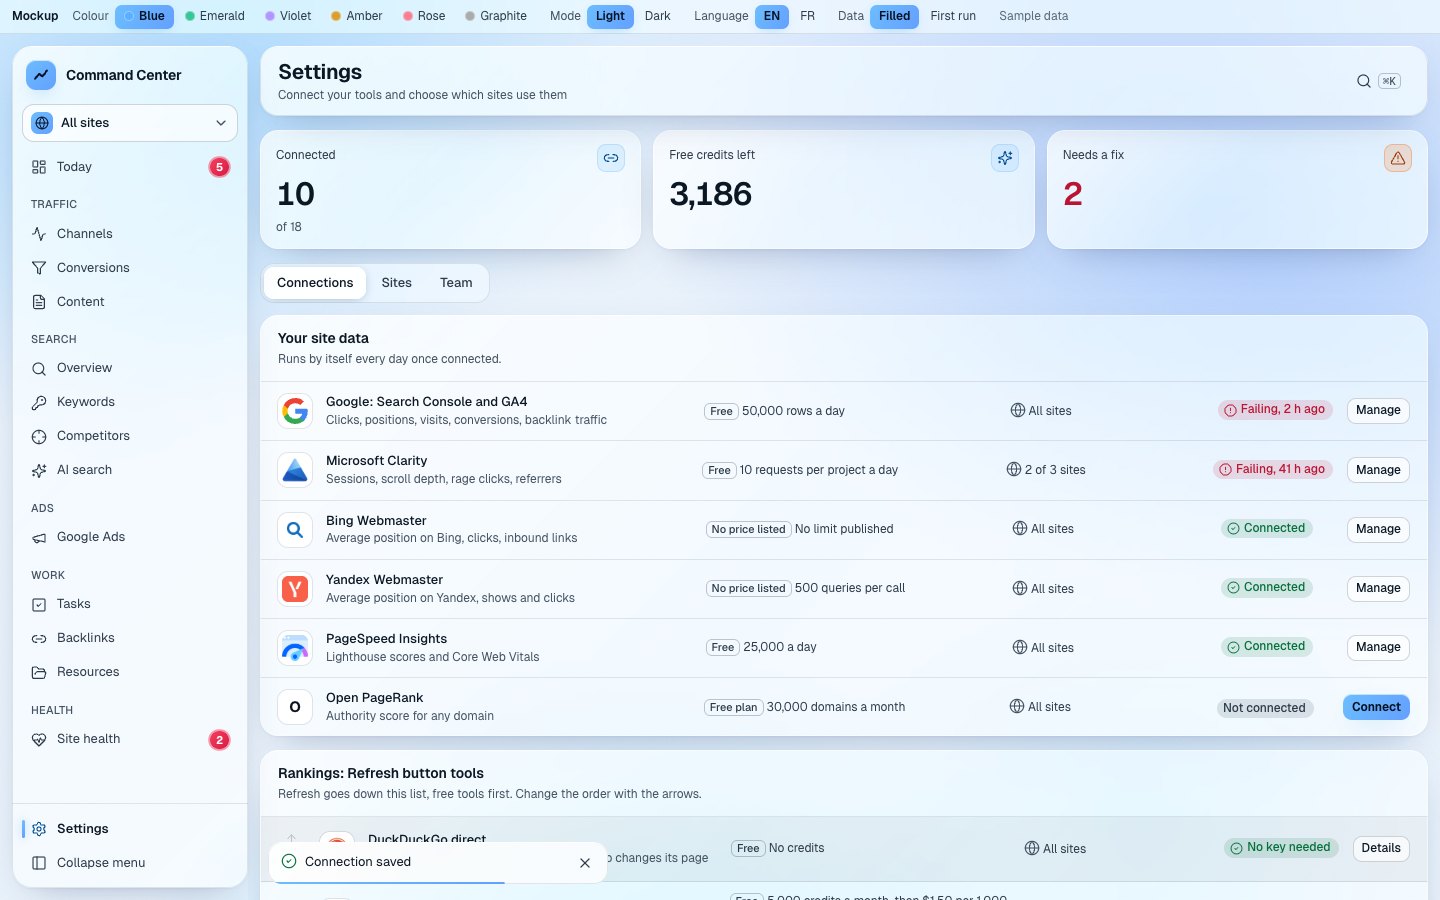 Mockup Colour Blue Emerald Violet Amber Rose Graphite Mode Light Dark Language EN FR Data Filled First run Sample data
Command Center
All sites
Today 5
TRAFFIC
Channels
Conversions
Content
SEARCH
Overview
Keywords
Competitors
AI search
ADS
Google Ads
WORK
Tasks
Backlinks
Resources
HEALTH
Site health 2
Settings
Collapse menu
Settings
Connect your tools and choose which sites use them
⌘K
Connected
10
of 18
Free credits left
3,186
Needs a fix
2
Connections Sites Team
Your site data
Runs by itself every day once connected.
Google: Search Console and GA4
Clicks, positions, visits, conversions, backlink traffic
Free 50,000 rows a day
All sites
Failing, 2 h ago
Manage
Microsoft Clarity
Sessions, scroll depth, rage clicks, referrers
Free 10 requests per project a day
2 of 3 sites
Failing, 41 h ago
Manage
Bing Webmaster
Average position on Bing, clicks, inbound links
No price listed No limit published
All sites
Connected
Manage
Yandex Webmaster
Average position on Yandex, shows and clicks
No price listed 500 queries per call
All sites
Connected
Manage
PageSpeed Insights
Lighthouse scores and Core Web Vitals
Free 25,000 a day
All sites
Connected
Manage
O
Open PageRank
Authority score for any domain
Free plan 30,000 domains a month
All sites
Not connected
Connect
Rankings: Refresh button tools
Refresh goes down this list, free tools first. Change the order with the arrows.
DuckDuckGo direct
changes its page
Free No credits
All sites
No key needed
Details
Connection saved
Free 5,000 credits a month, then $1.50 per 1,000